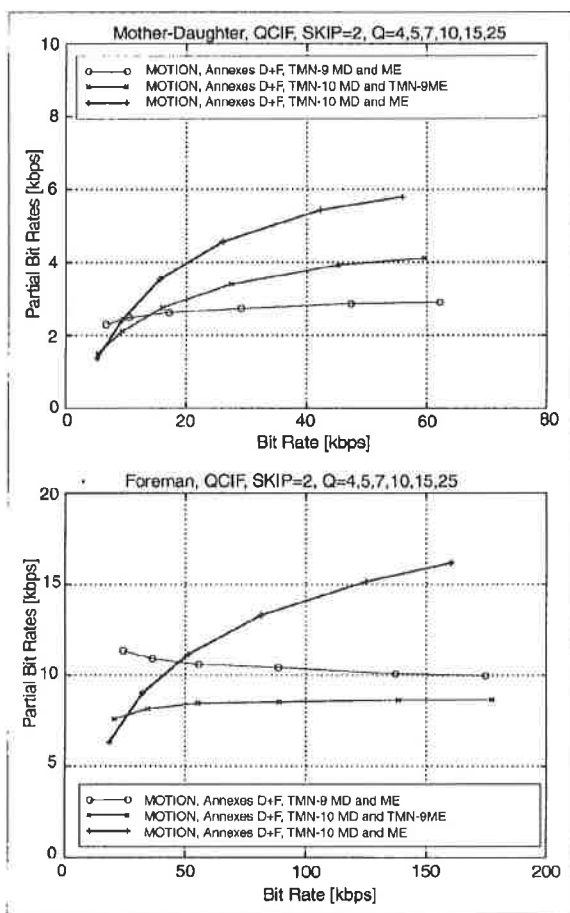 Mother-Daughter, QCIF, SKIP=2, Q=4,5,7,10,15,25
10
MOTION, Annexes D+F, TMN-9 MD and ME
MOTION, Annexes D+F, TMN-10 MD and TMN-9ME
MOTION, Annexes D+F, TMN-10 MD and ME
8
6
4
2
0
Partial Bit Rates [kbps]
0 20 40 60 80
Bit Rate [kbps]
Foreman, QCIF, SKIP=2, Q=4,5,7,10,15,25
20
15
10
5
0
Partial Bit Rates [kbps]
MOTION, Annexes D+F, TMN-9 MD and ME
MOTION, Annexes D+F, TMN-10 MD and TMN-9ME
MOTION, Annexes D+F, TMN-10 MD and ME
0 50 100 150 200
Bit Rate [kbps]